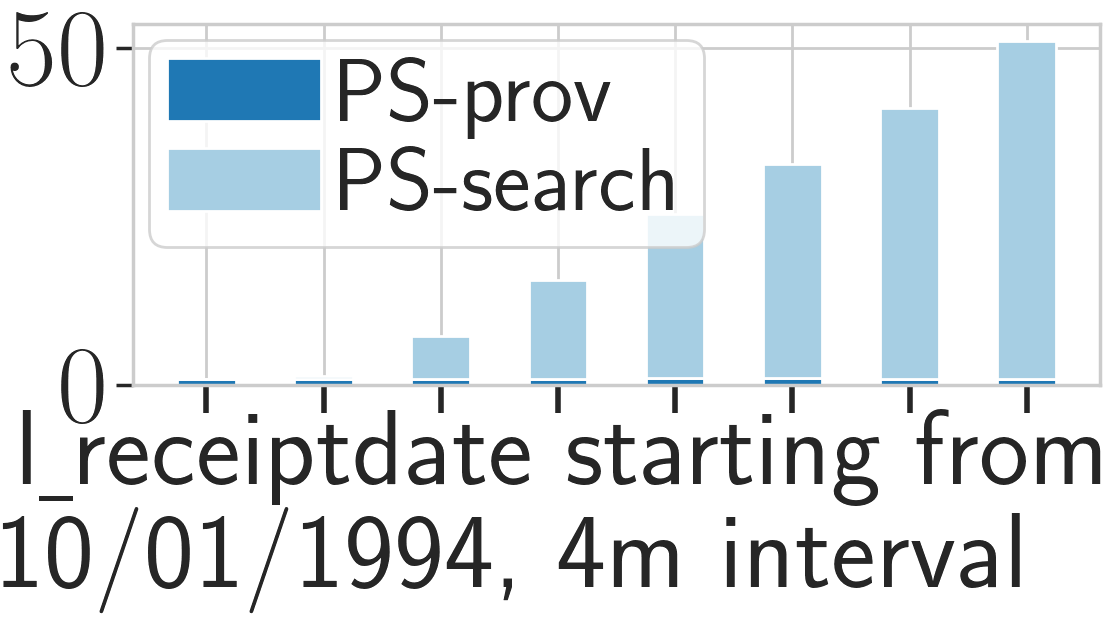 50
PS-prov
PS-search
0
l_receiptdate starting from
10/01/1994, 4m interval